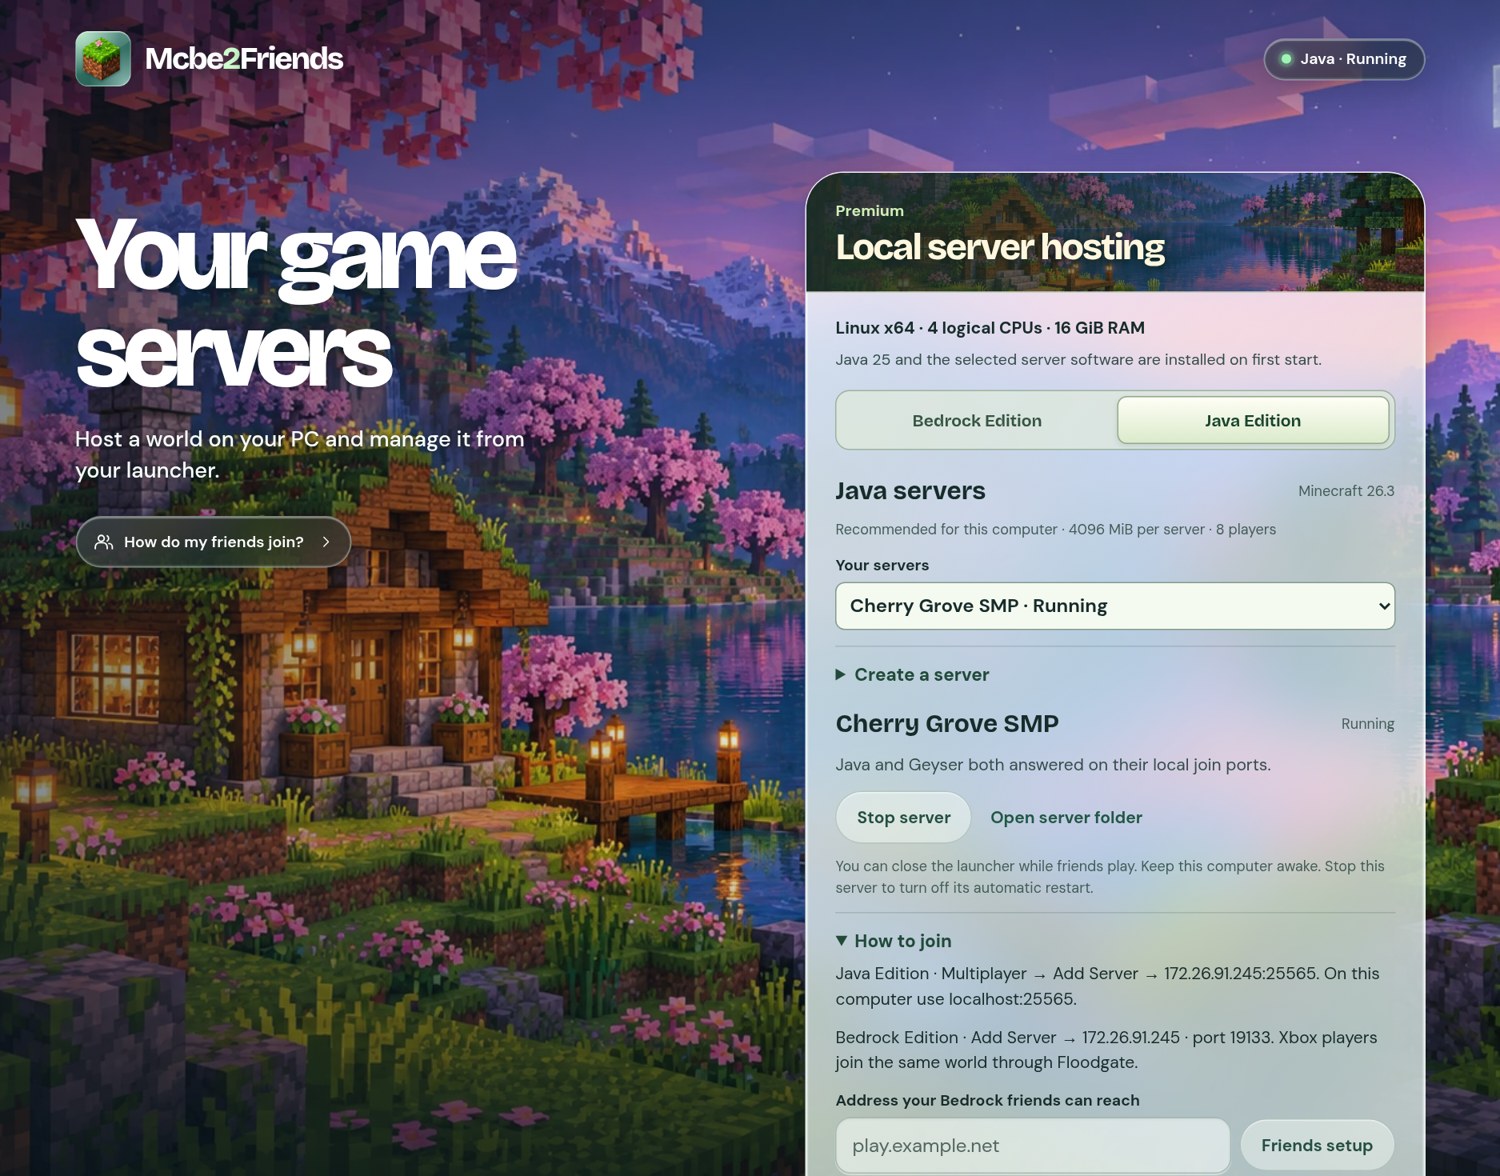 Mcbe2Friends
Java · Running
Your game
servers
Host a world on your PC and manage it from
your launcher.
How do my friends join?
Premium
Local server hosting
Linux x64 · 4 logical CPUs · 16 GiB RAM
Java 25 and the selected server software are installed on first start.
Bedrock Edition
Java Edition
Java servers
Minecraft 26.3
Recommended for this computer · 4096 MiB per server · 8 players
Your servers
Cherry Grove SMP · Running
Create a server
Cherry Grove SMP
Running
Java and Geyser both answered on their local join ports.
Stop server
Open server folder
You can close the launcher while friends play. Keep this computer awake. Stop this
server to turn off its automatic restart.
How to join
Java Edition · Multiplayer → Add Server → 172.26.91.245:25565. On this
computer use localhost:25565.
Bedrock Edition · Add Server → 172.26.91.245 · port 19133. Xbox players
join the same world through Floodgate.
Address your Bedrock friends can reach
play.example.net
Friends setup